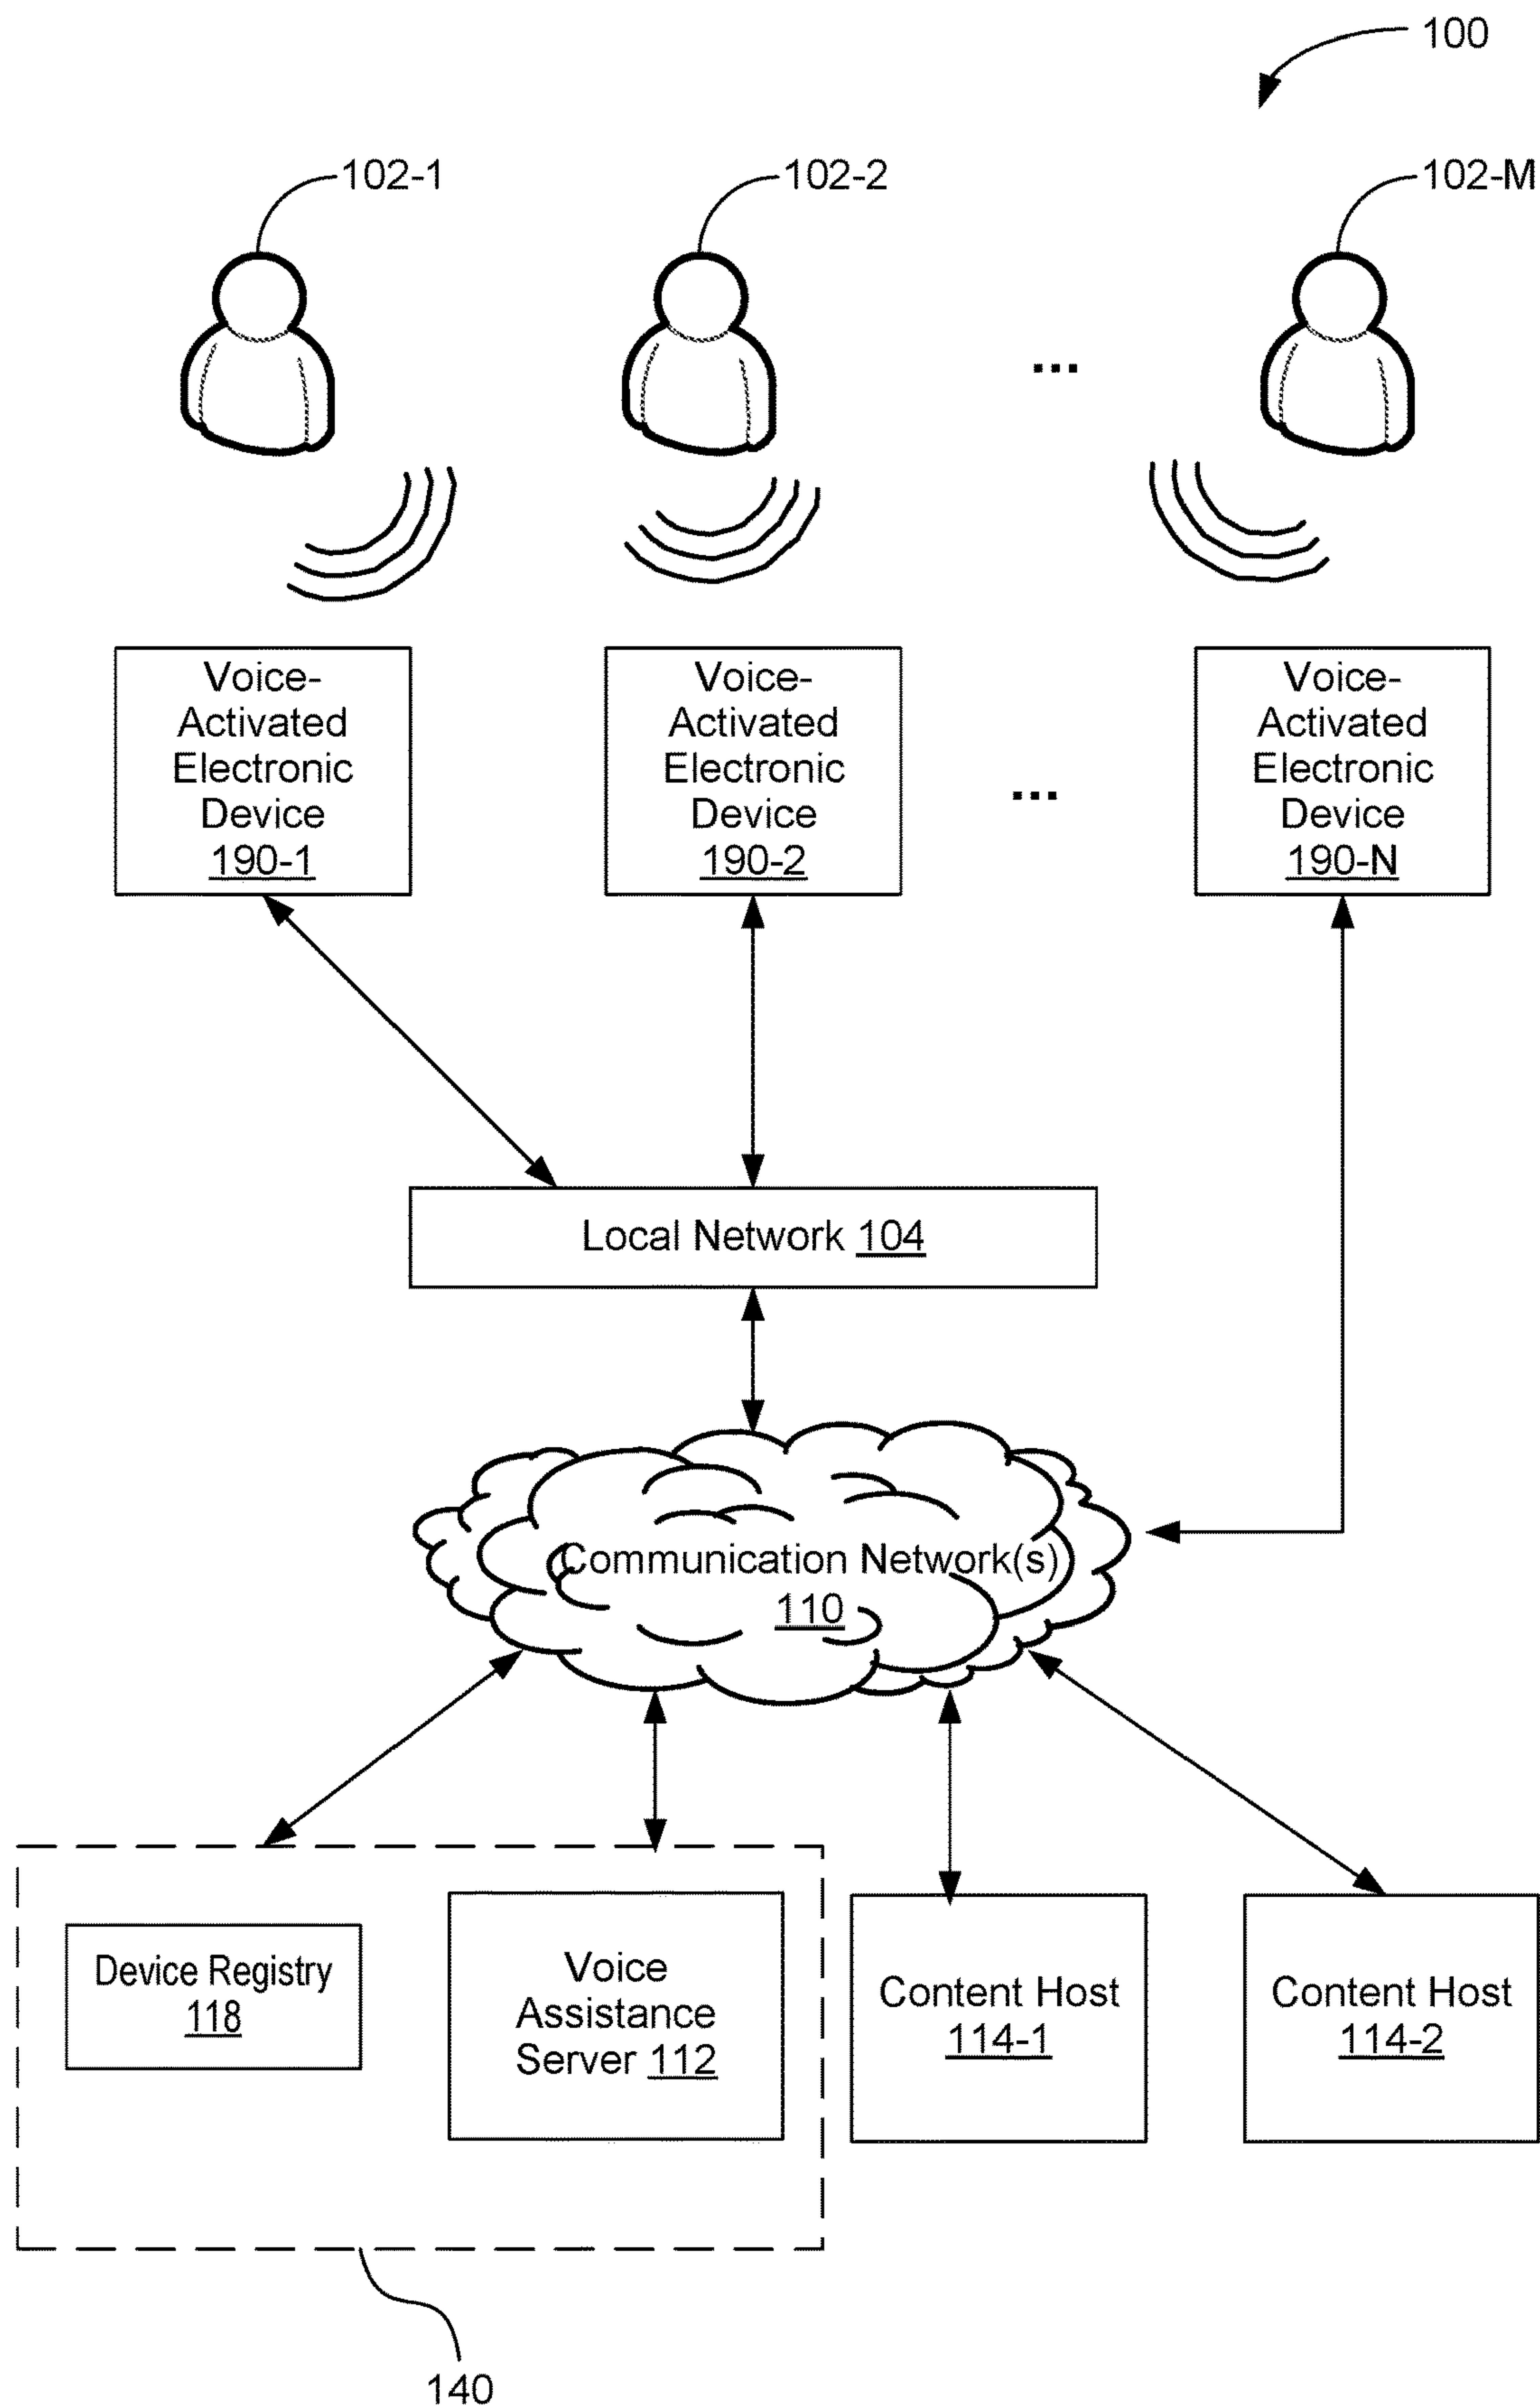 100
102-1
102-2
102-M
...
Voice-
Activated
Electronic
Device
190-1
Voice-
Activated
Electronic
Device
190-2
...
Voice-
Activated
Electronic
Device
190-N
Local Network 104
Communication Network(s)
110
Device Registry
118
Voice
Assistance
Server 112
Content Host
114-1
Content Host
114-2
140